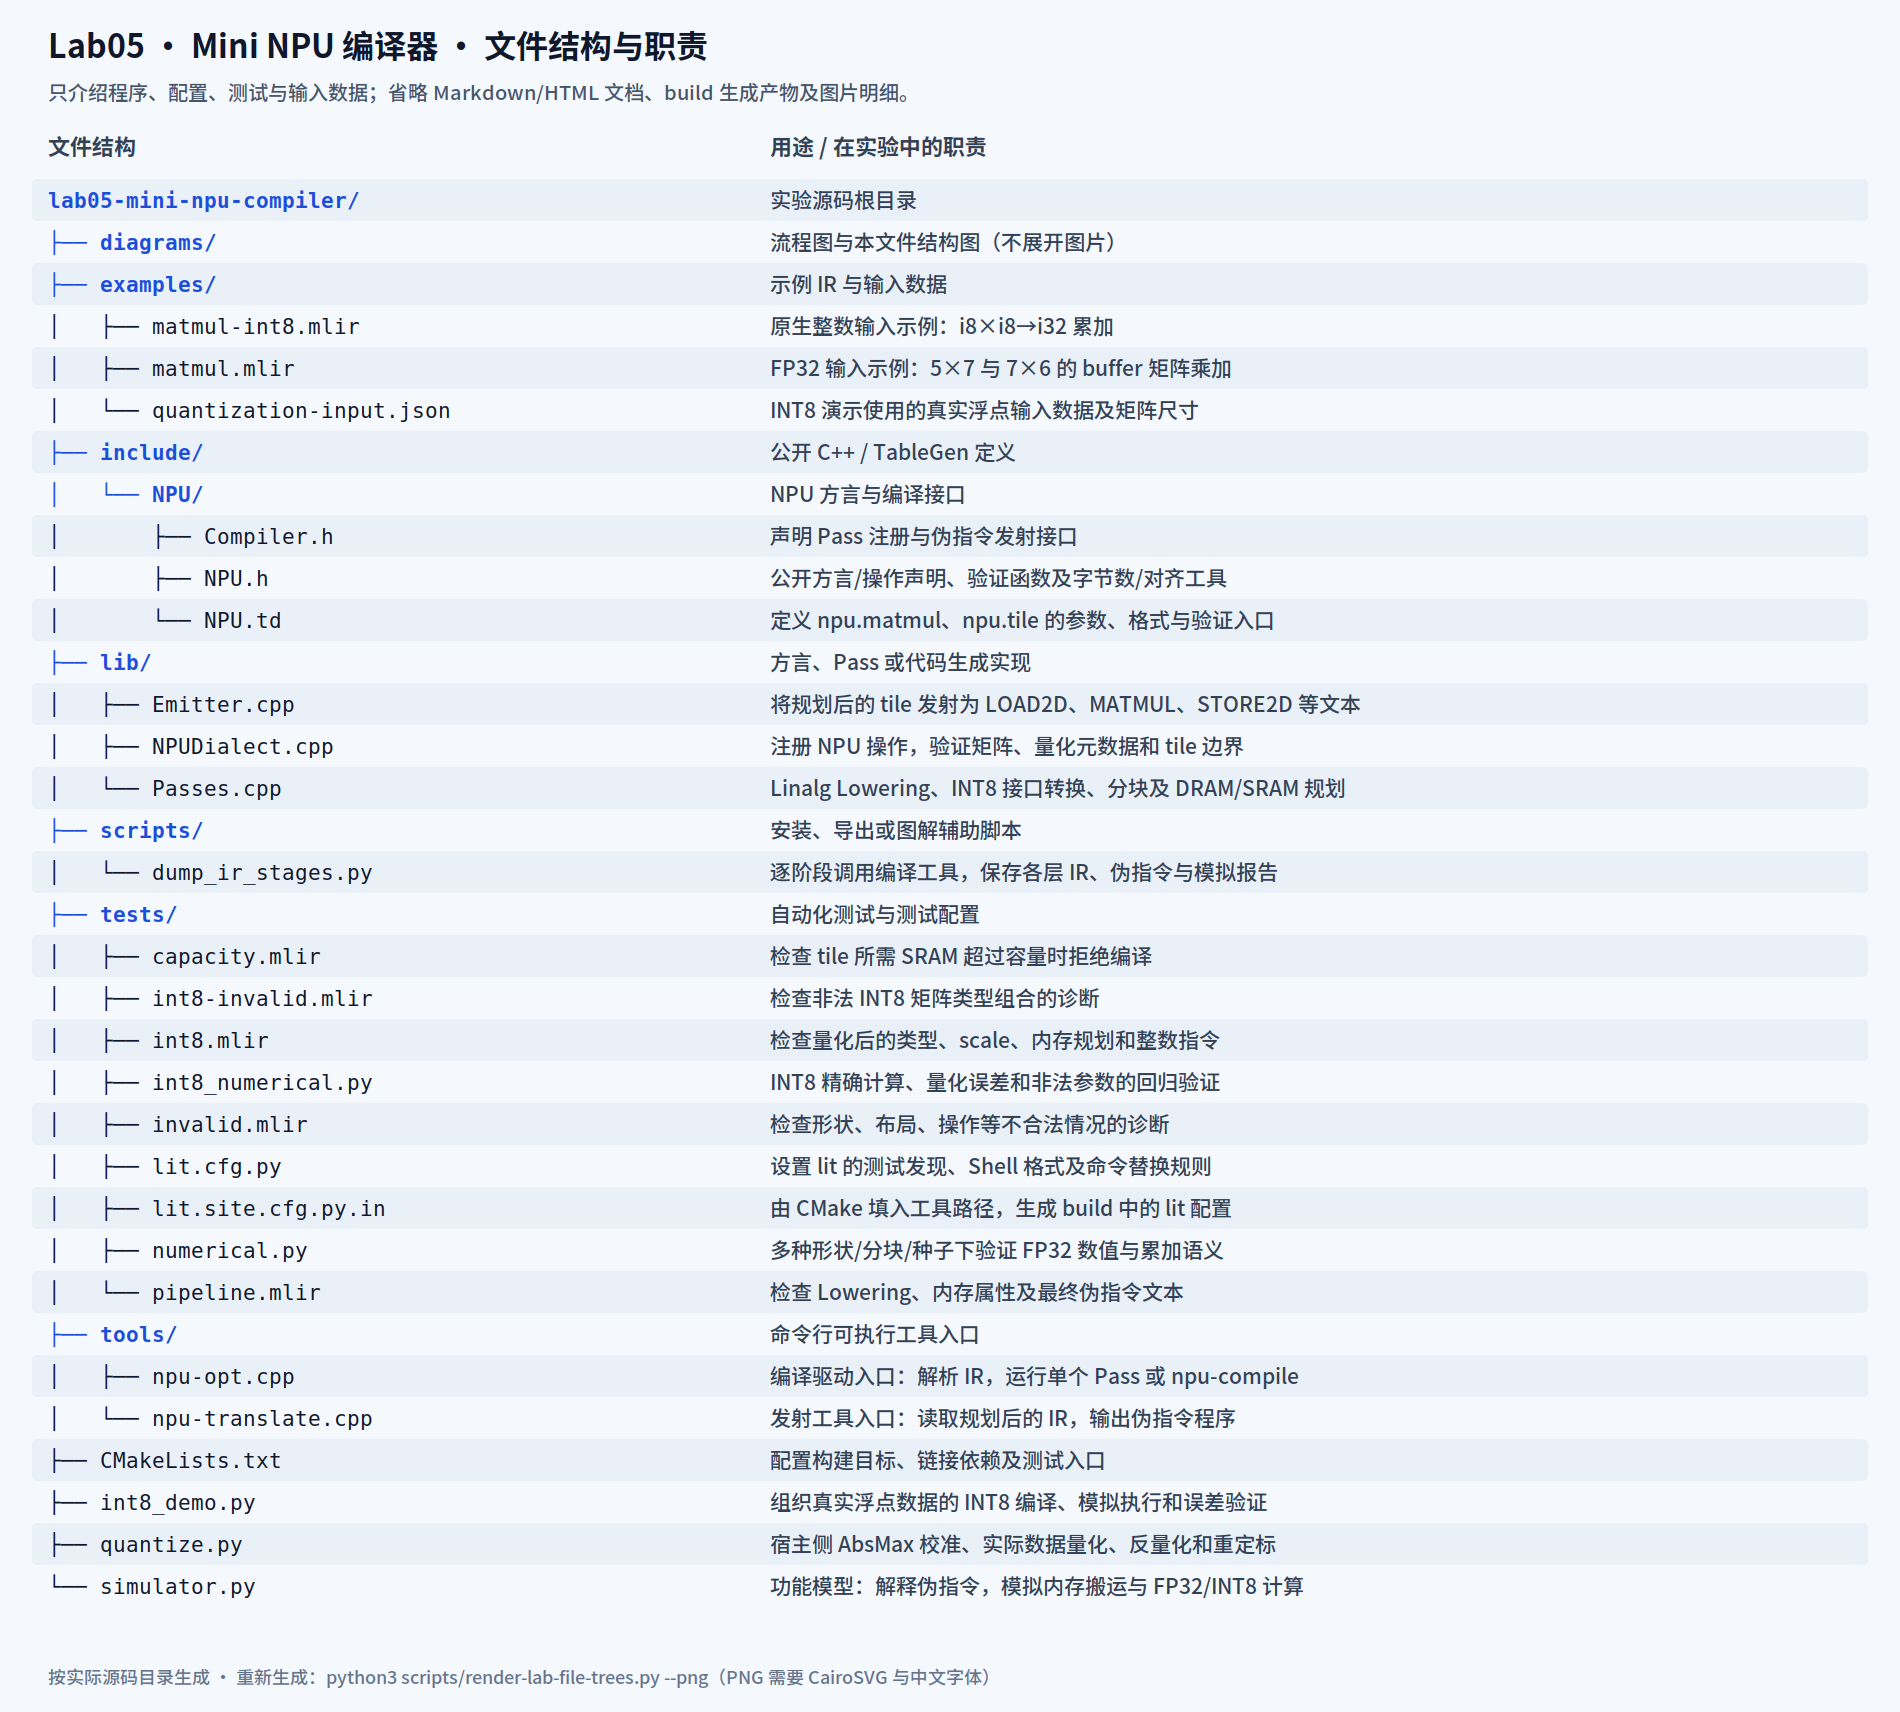 Lab05 · Mini NPU 编译器 · 文件结构与职责
只介绍程序、配置、测试与输入数据；省略 Markdown/HTML 文档、build 生成产物及图片明细。
文件结构 用途 / 在实验中的职责
lab05-mini-npu-compiler/ 实验源码根目录
├── diagrams/ 流程图与本文件结构图（不展开图片）
├── examples/ 示例 IR 与输入数据
│   ├── matmul-int8.mlir 原生整数输入示例：i8×i8→i32 累加
│   ├── matmul.mlir FP32 输入示例：5×7 与 7×6 的 buffer 矩阵乘加
│   └── quantization-input.json INT8 演示使用的真实浮点输入数据及矩阵尺寸
├── include/ 公开 C++ / TableGen 定义
│   └── NPU/ NPU 方言与编译接口
│       ├── Compiler.h 声明 Pass 注册与伪指令发射接口
│       ├── NPU.h 公开方言/操作声明、验证函数及字节数/对齐工具
│       └── NPU.td 定义 npu.matmul、npu.tile 的参数、格式与验证入口
├── lib/ 方言、Pass 或代码生成实现
│   ├── Emitter.cpp 将规划后的 tile 发射为 LOAD2D、MATMUL、STORE2D 等文本
│   ├── NPUDialect.cpp 注册 NPU 操作，验证矩阵、量化元数据和 tile 边界
│   └── Passes.cpp Linalg Lowering、INT8 接口转换、分块及 DRAM/SRAM 规划
├── scripts/ 安装、导出或图解辅助脚本
│   └── dump_ir_stages.py 逐阶段调用编译工具，保存各层 IR、伪指令与模拟报告
├── tests/ 自动化测试与测试配置
│   ├── capacity.mlir 检查 tile 所需 SRAM 超过容量时拒绝编译
│   ├── int8-invalid.mlir 检查非法 INT8 矩阵类型组合的诊断
│   ├── int8.mlir 检查量化后的类型、scale、内存规划和整数指令
│   ├── int8_numerical.py INT8 精确计算、量化误差和非法参数的回归验证
│   ├── invalid.mlir 检查形状、布局、操作等不合法情况的诊断
│   ├── lit.cfg.py 设置 lit 的测试发现、Shell 格式及命令替换规则
│   ├── lit.site.cfg.py.in 由 CMake 填入工具路径，生成 build 中的 lit 配置
│   ├── numerical.py 多种形状/分块/种子下验证 FP32 数值与累加语义
│   └── pipeline.mlir 检查 Lowering、内存属性及最终伪指令文本
├── tools/ 命令行可执行工具入口
│   ├── npu-opt.cpp 编译驱动入口：解析 IR，运行单个 Pass 或 npu-compile
│   └── npu-translate.cpp 发射工具入口：读取规划后的 IR，输出伪指令程序
├── CMakeLists.txt 配置构建目标、链接依赖及测试入口
├── int8_demo.py 组织真实浮点数据的 INT8 编译、模拟执行和误差验证
├── quantize.py 宿主侧 AbsMax 校准、实际数据量化、反量化和重定标
└── simulator.py 功能模型：解释伪指令，模拟内存搬运与 FP32/INT8 计算
按实际源码目录生成 · 重新生成：python3 scripts/render-lab-file-trees.py --png（PNG 需要 CairoSVG 与中文字体）